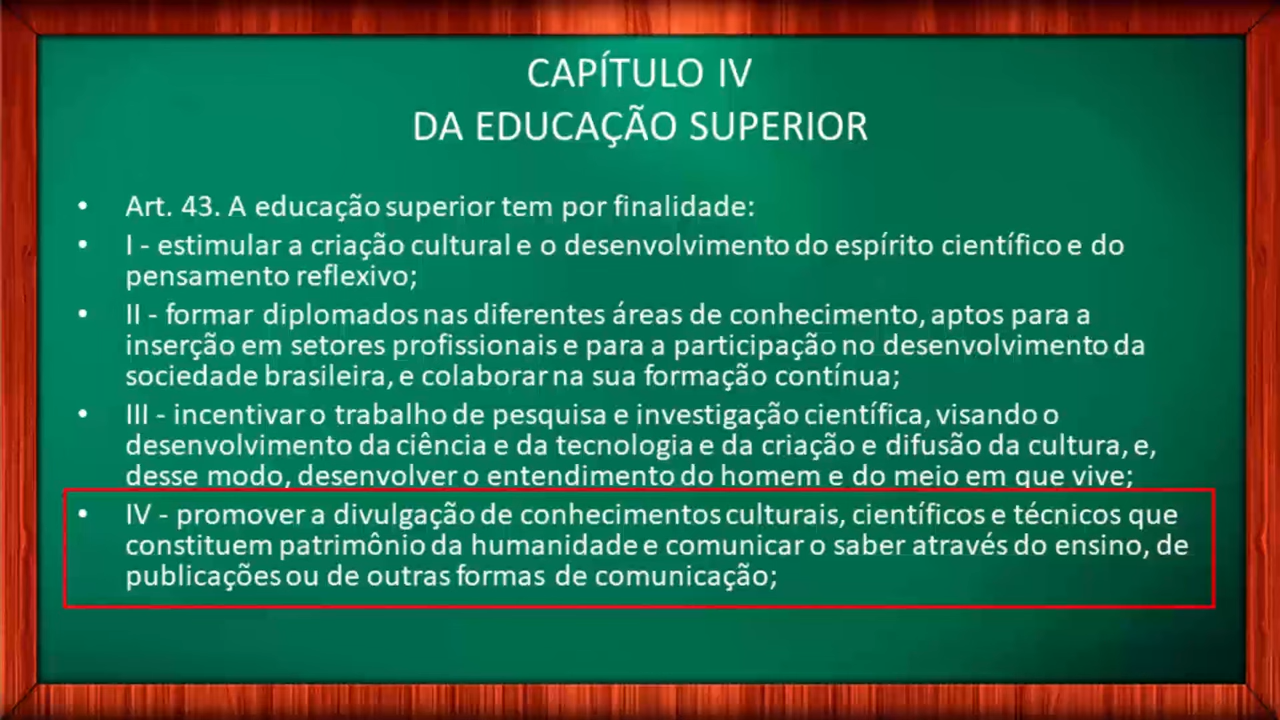 CAPÍTULO IV
DA EDUCAÇÃO SUPERIOR
• Art. 43. A educação superior tem por finalidade:
• I - estimular a criação cultural e o desenvolvimento do espírito científico e do
pensamento reflexivo;
• II - formar diplomados nas diferentes áreas de conhecimento, aptos para a
inserção em setores profissionais e para a participação no desenvolvimento da
sociedade brasileira, e colaborar na sua formação contínua;
• III - incentivar o trabalho de pesquisa e investigação científica, visando o
desenvolvimento da ciência e da tecnologia e da criação e difusão da cultura, e,
desse modo, desenvolver o entendimento do homem e do meio em que vive;
• IV - promover a divulgação de conhecimentos culturais, científicos e técnicos que
constituem patrimônio da humanidade e comunicar o saber através do ensino, de
publicações ou de outras formas de comunicação;